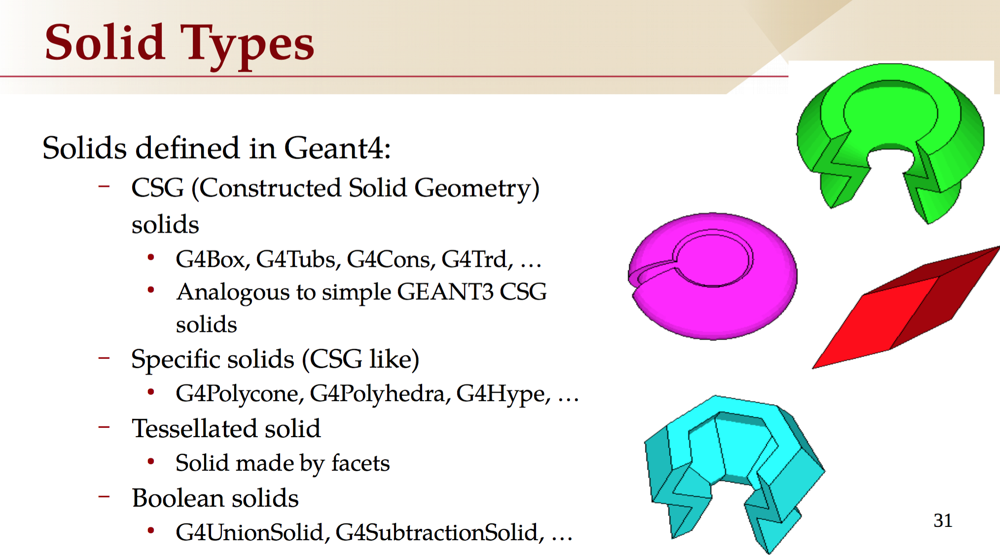 Solid Types
Solids defined in Geant4:
– CSG (Constructed Solid Geometry)
solids
• G4Box, G4Tubs, G4Cons, G4Trd, …
• Analogous to simple GEANT3 CSG
solids
– Specific solids (CSG like)
• G4Polycone, G4Polyhedra, G4Hype, …
– Tessellated solid
• Solid made by facets
– Boolean solids
• G4UnionSolid, G4SubtractionSolid, …
31